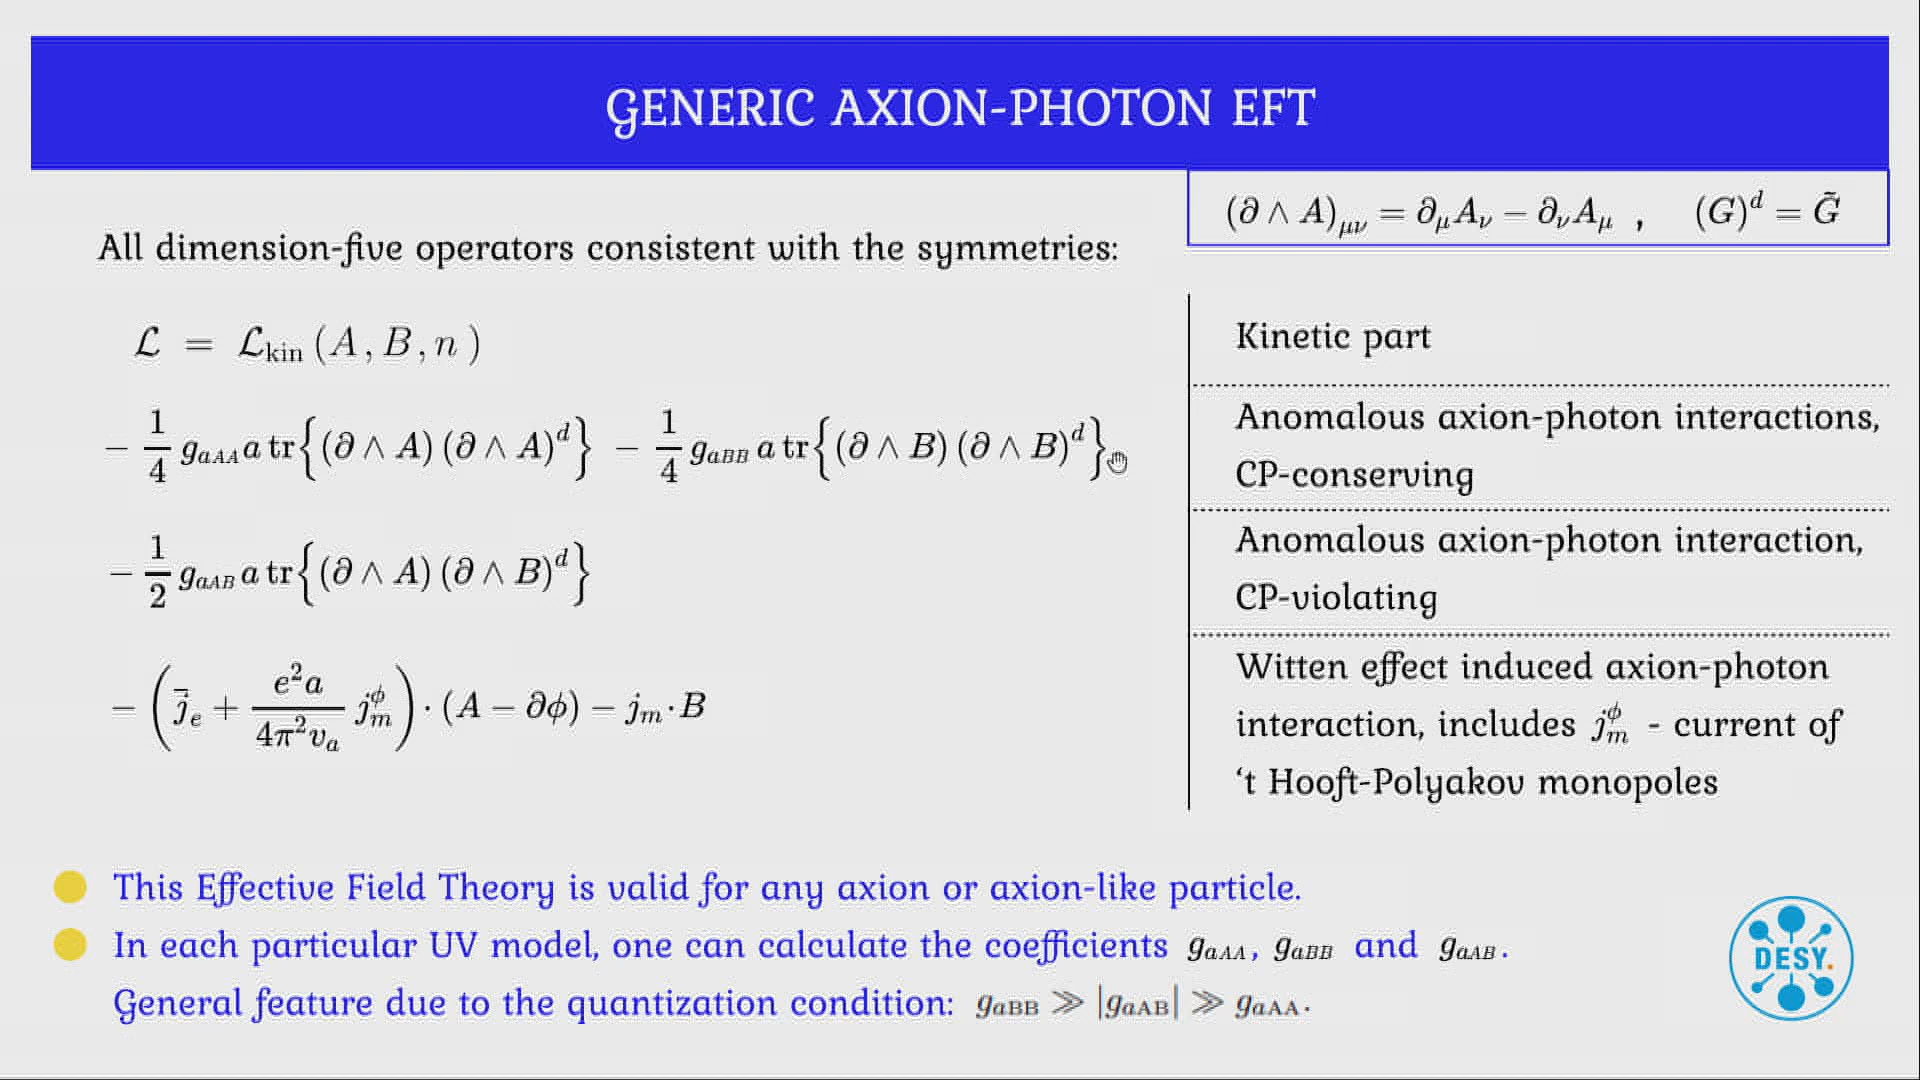 GENERIC AXION-PHOTON EFT
(∂ ∧ A)_{μν} = ∂_μ A_ν − ∂_ν A_μ , (G)^d = G̃
All dimension-five operators consistent with the symmetries:
ℒ = ℒ_kin (A, B, n)
Kinetic part
− 1/4 g_{aAA} a tr{(∂ ∧ A) (∂ ∧ A)^d} − 1/4 g_{aBB} a tr{(∂ ∧ B) (∂ ∧ B)^d}
Anomalous axion-photon interactions,
CP-conserving
− 1/2 g_{aAB} a tr{(∂ ∧ A) (∂ ∧ B)^d}
Anomalous axion-photon interaction,
CP-violating
− (j̄_e + e²a/4π²v_a j_m^ϕ) · (A − ∂ϕ) − j_m · B
Witten effect induced axion-photon
interaction, includes j_m^ϕ - current of
‘t Hooft-Polyakov monopoles
This Effective Field Theory is valid for any axion or axion-like particle.
In each particular UV model, one can calculate the coefficients g_{aAA}, g_{aBB} and g_{aAB}.
General feature due to the quantization condition: g_{aBB} ≫ |g_{aAB}| ≫ g_{aAA}.
DESY.